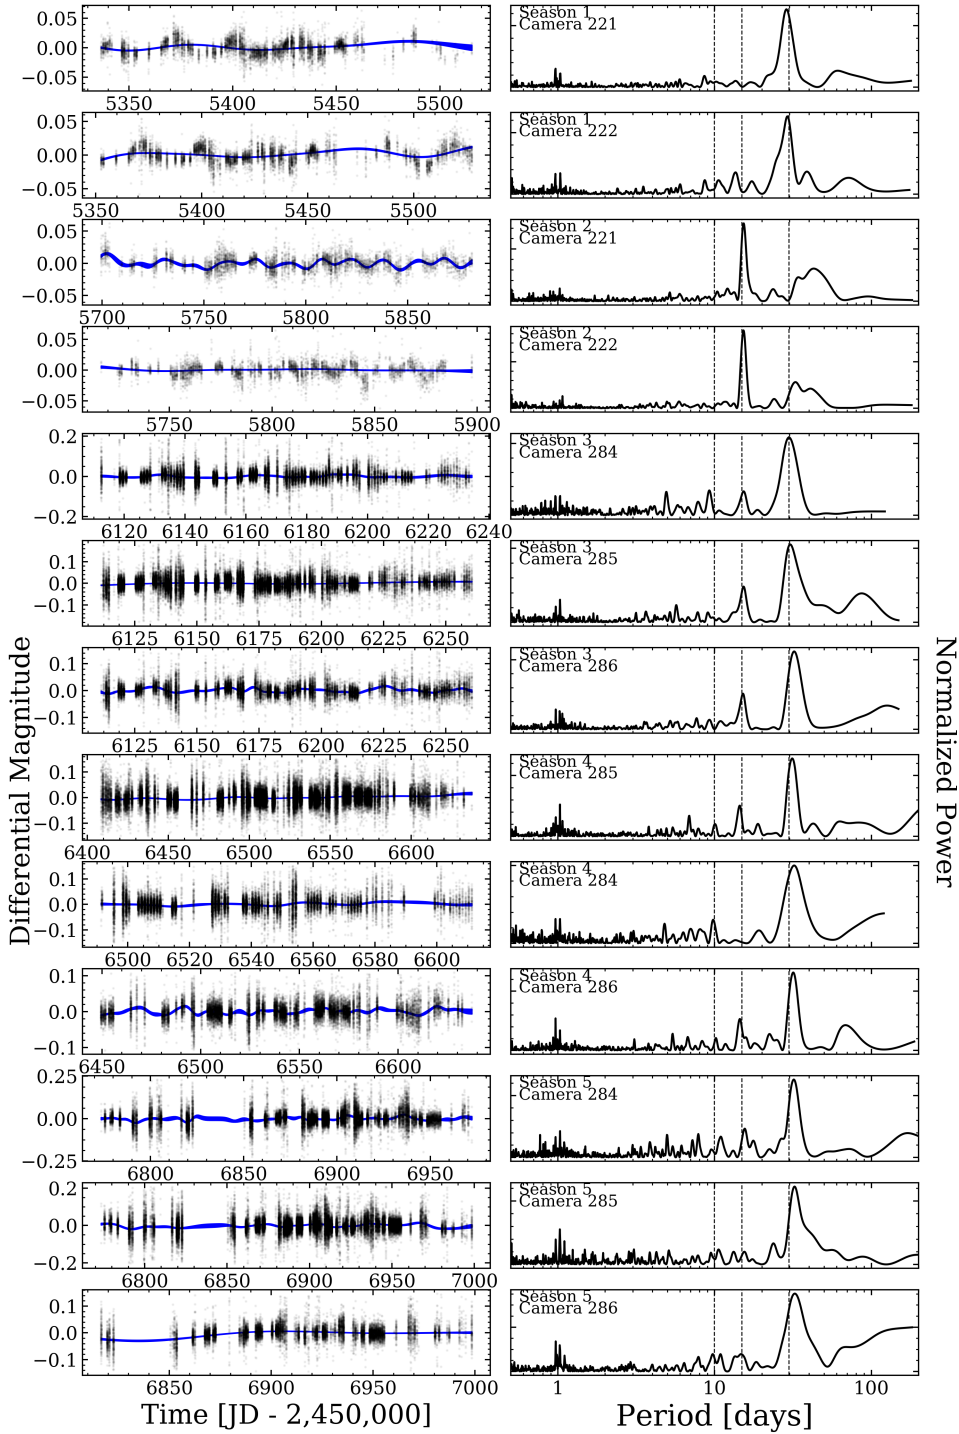 Differential Magnitude
Normalized Power
0.05
0.00
−0.05
5350 5400 5450 5500
Season 1
Camera 221
0.05
0.00
−0.05
5350 5400 5450 5500
Season 1
Camera 222
0.05
0.00
−0.05
5700 5750 5800 5850
Season 2
Camera 221
0.05
0.00
−0.05
5750 5800 5850 5900
Season 2
Camera 222
0.2
0.0
−0.2
6120 6140 6160 6180 6200 6220 6240
Season 3
Camera 284
0.1
0.0
−0.1
6125 6150 6175 6200 6225 6250
Season 3
Camera 285
0.1
0.0
−0.1
6125 6150 6175 6200 6225 6250
Season 3
Camera 286
0.1
0.0
−0.1
6400 6450 6500 6550 6600
Season 4
Camera 285
0.1
0.0
−0.1
6500 6520 6540 6560 6580 6600
Season 4
Camera 284
0.1
0.0
−0.1
6450 6500 6550 6600
Season 4
Camera 286
0.25
0.00
−0.25
6800 6850 6900 6950
Season 5
Camera 284
0.2
0.0
−0.2
6800 6850 6900 6950 7000
Season 5
Camera 285
0.1
0.0
−0.1
6850 6900 6950 7000
Season 5
Camera 286
1 10 100
Time [JD - 2,450,000]
Period [days]